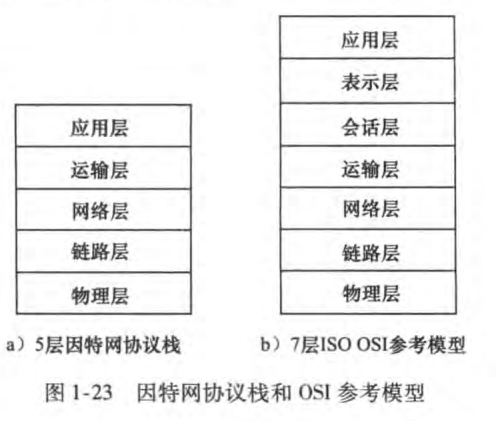 应用层
运输层
网络层
链路层
物理层
a）5层因特网协议栈
应用层
表示层
会话层
运输层
网络层
链路层
物理层
b）7层ISO OSI参考模型
图 1-23 因特网协议栈和 OSI 参考模型